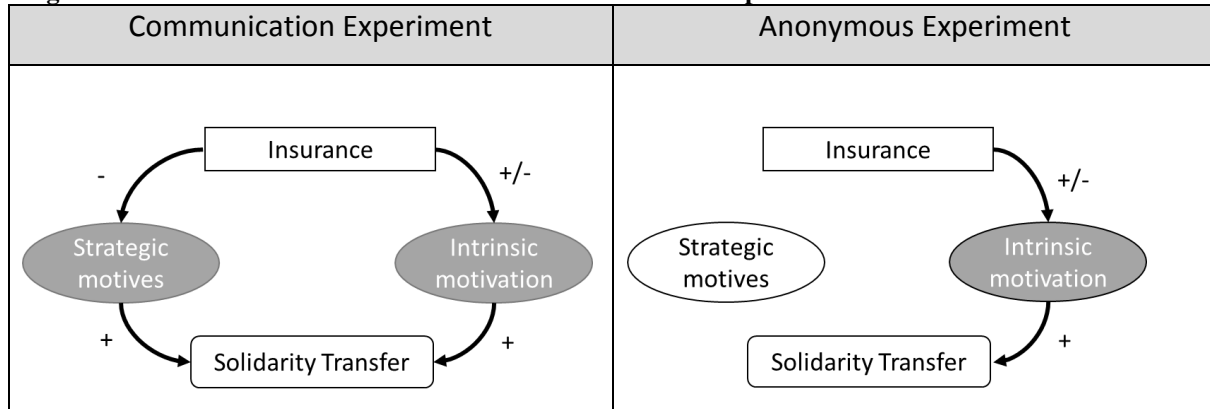 Communication Experiment
Anonymous Experiment
Insurance
-
+/-
Strategic
motives
Intrinsic
motivation
+
+
Solidarity Transfer
Insurance
+/-
Strategic
motives
Intrinsic
motivation
+
Solidarity Transfer